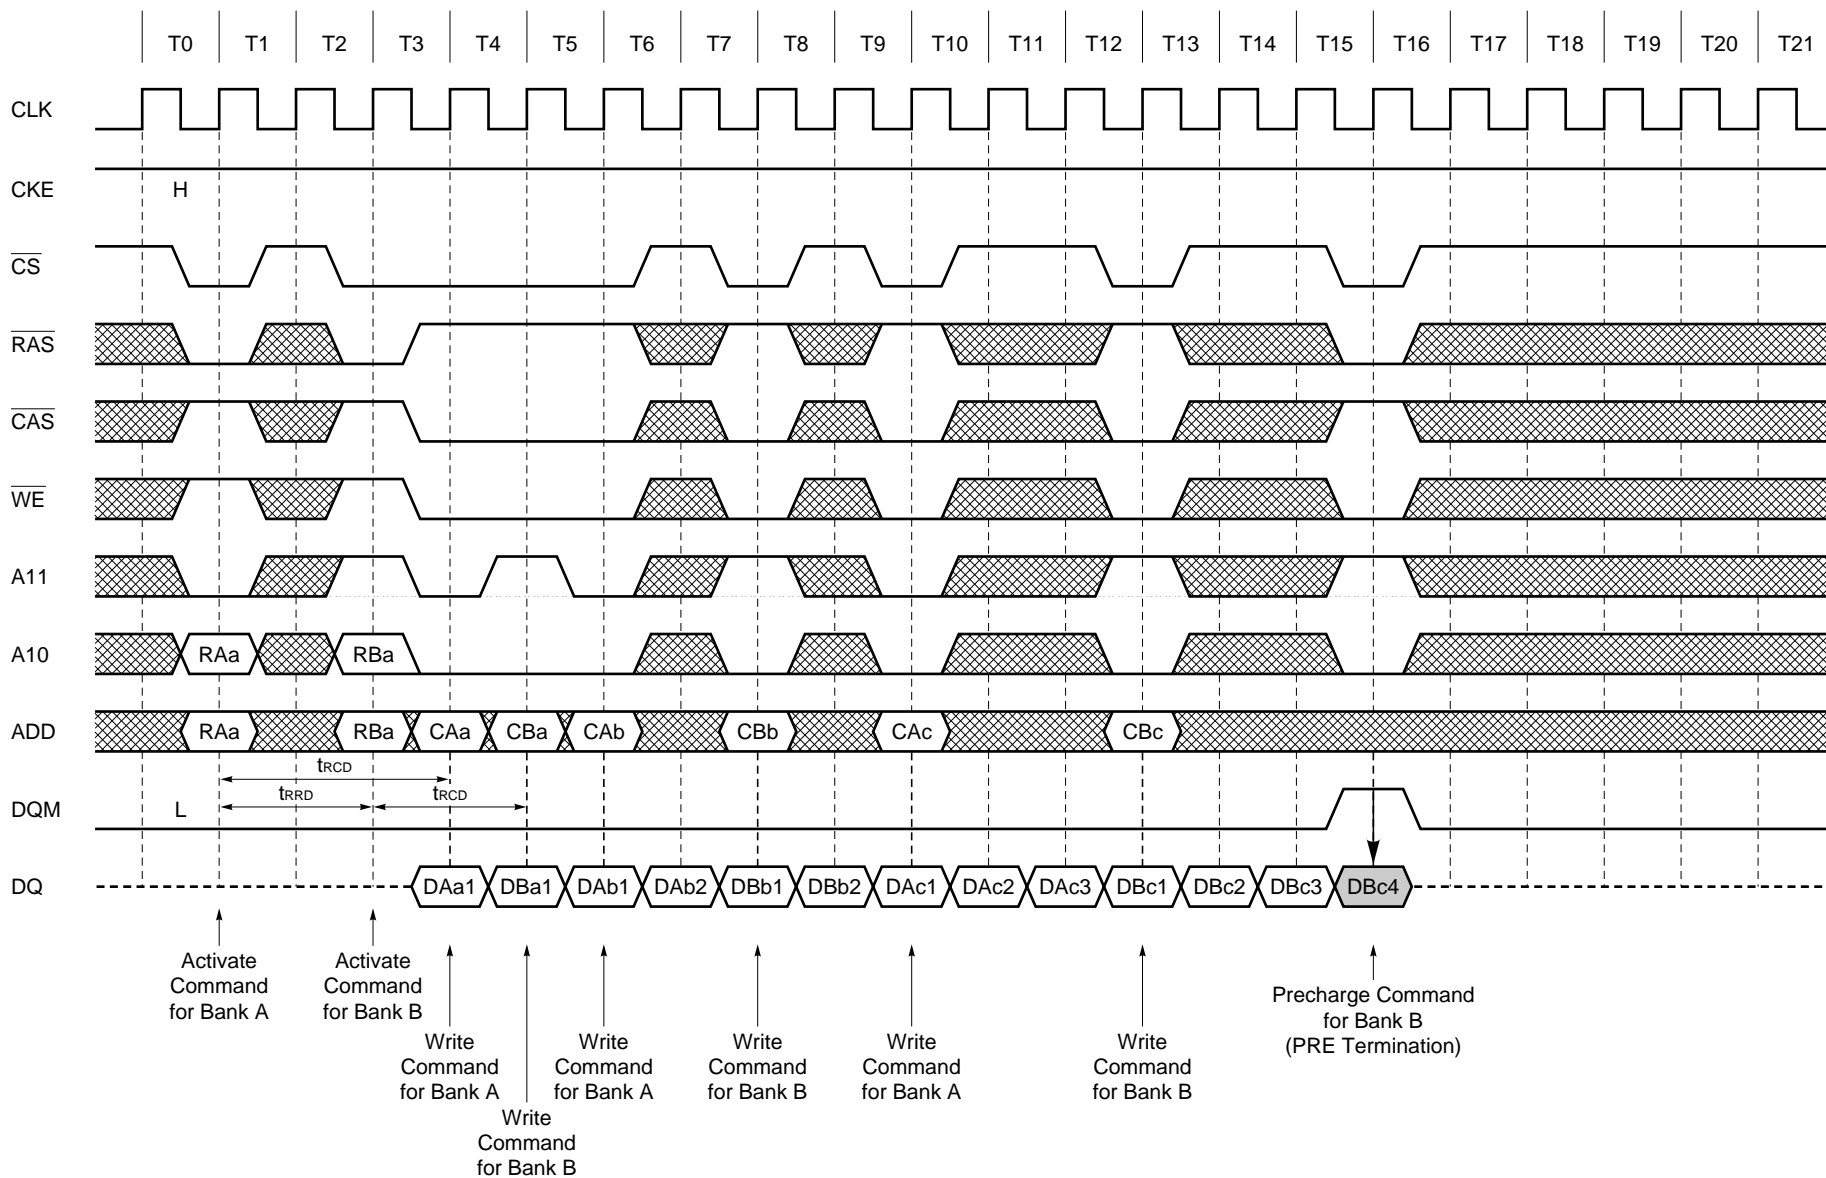 T0 T1 T2 T3 T4 T5 T6 T7 T8 T9 T10 T11 T12 T13 T14 T15 T16 T17 T18 T19 T20 T21
CLK
CKE H
CS
RAS
CAS
WE
A11
A10 RAa RBa
ADD RAa RBa CAa CBa CAb CBb CAc CBc
tRCD
tRRD tRCD
DQM L
DQ DAa1 DBa1 DAb1 DAb2 DBb1 DBb2 DAc1 DAc2 DAc3 DBc1 DBc2 DBc3 DBc4
Activate
Command
for Bank A
Activate
Command
for Bank B
Write
Command
for Bank A
Write
Command
for Bank B
Write
Command
for Bank A
Write
Command
for Bank B
Write
Command
for Bank A
Write
Command
for Bank B
Precharge Command
for Bank B
(PRE Termination)